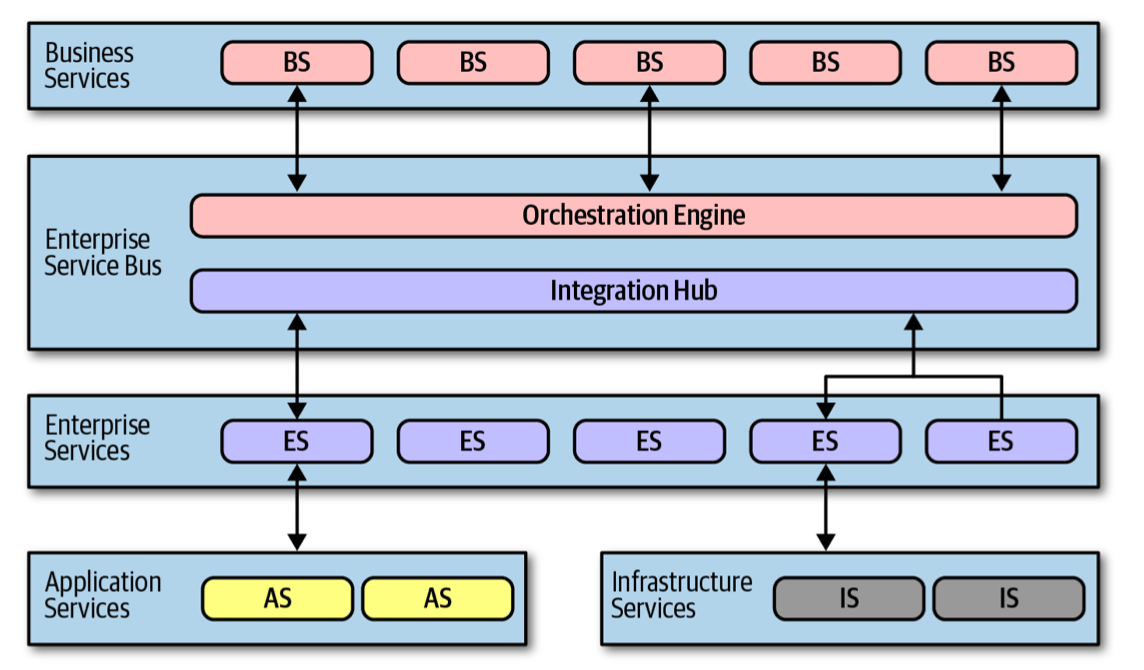 Business
Services
BS BS BS BS BS
Enterprise
Service Bus
Orchestration Engine
Integration Hub
Enterprise
Services
ES ES ES ES ES
Application
Services
AS AS
Infrastructure
Services
IS IS